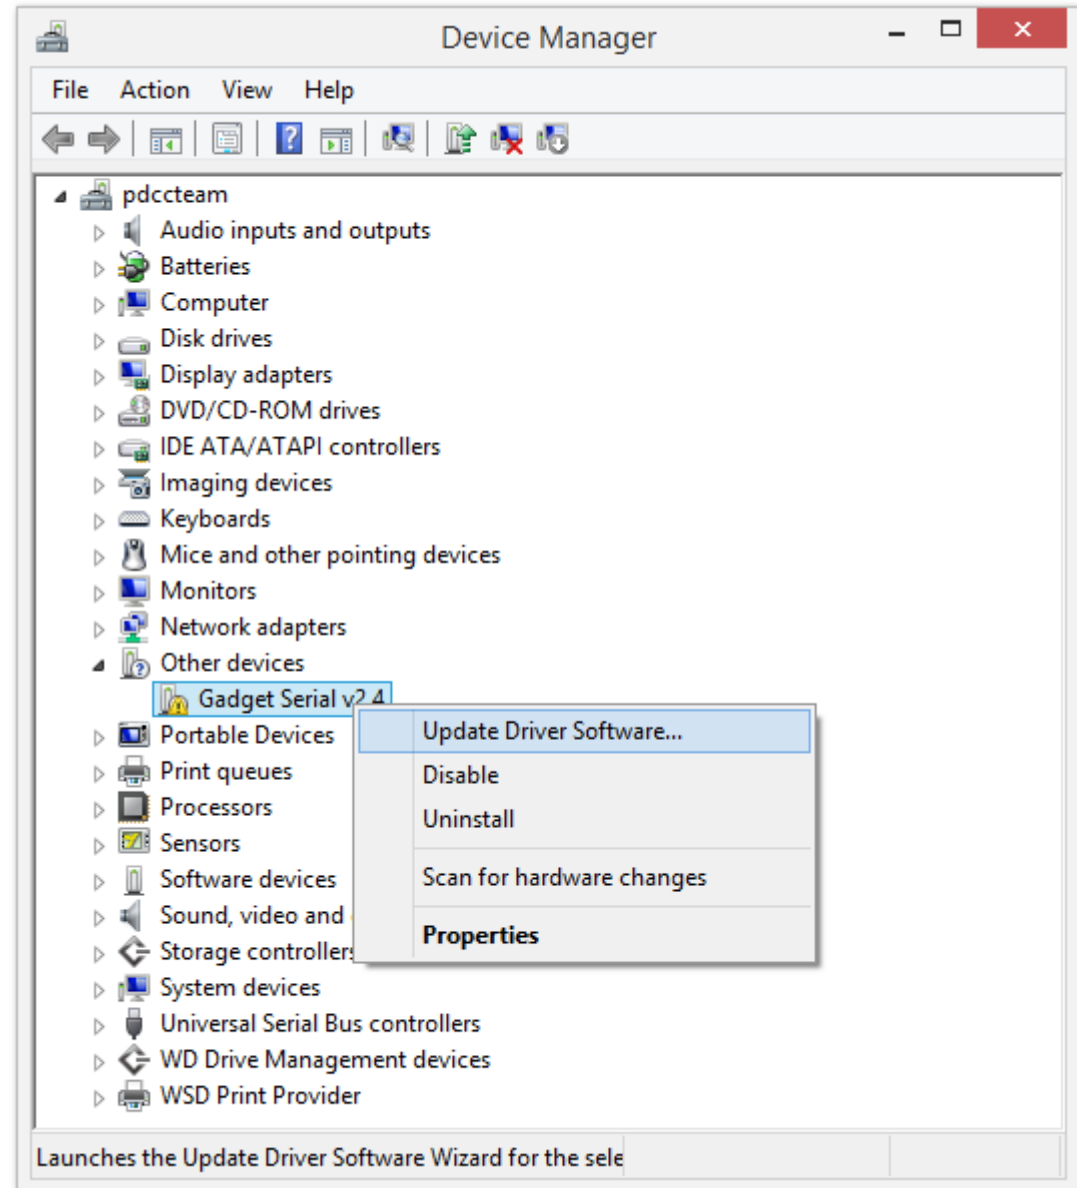 Device Manager
File Action View Help
pdccteam
Audio inputs and outputs
Batteries
Computer
Disk drives
Display adapters
DVD/CD-ROM drives
IDE ATA/ATAPI controllers
Imaging devices
Keyboards
Mice and other pointing devices
Monitors
Network adapters
Other devices
Gadget Serial v2.4
Portable Devices
Print queues
Processors
Sensors
Software devices
Sound, video and
Storage controllers
System devices
Universal Serial Bus controllers
WD Drive Management devices
WSD Print Provider
Update Driver Software...
Disable
Uninstall
Scan for hardware changes
Properties
Launches the Update Driver Software Wizard for the sele